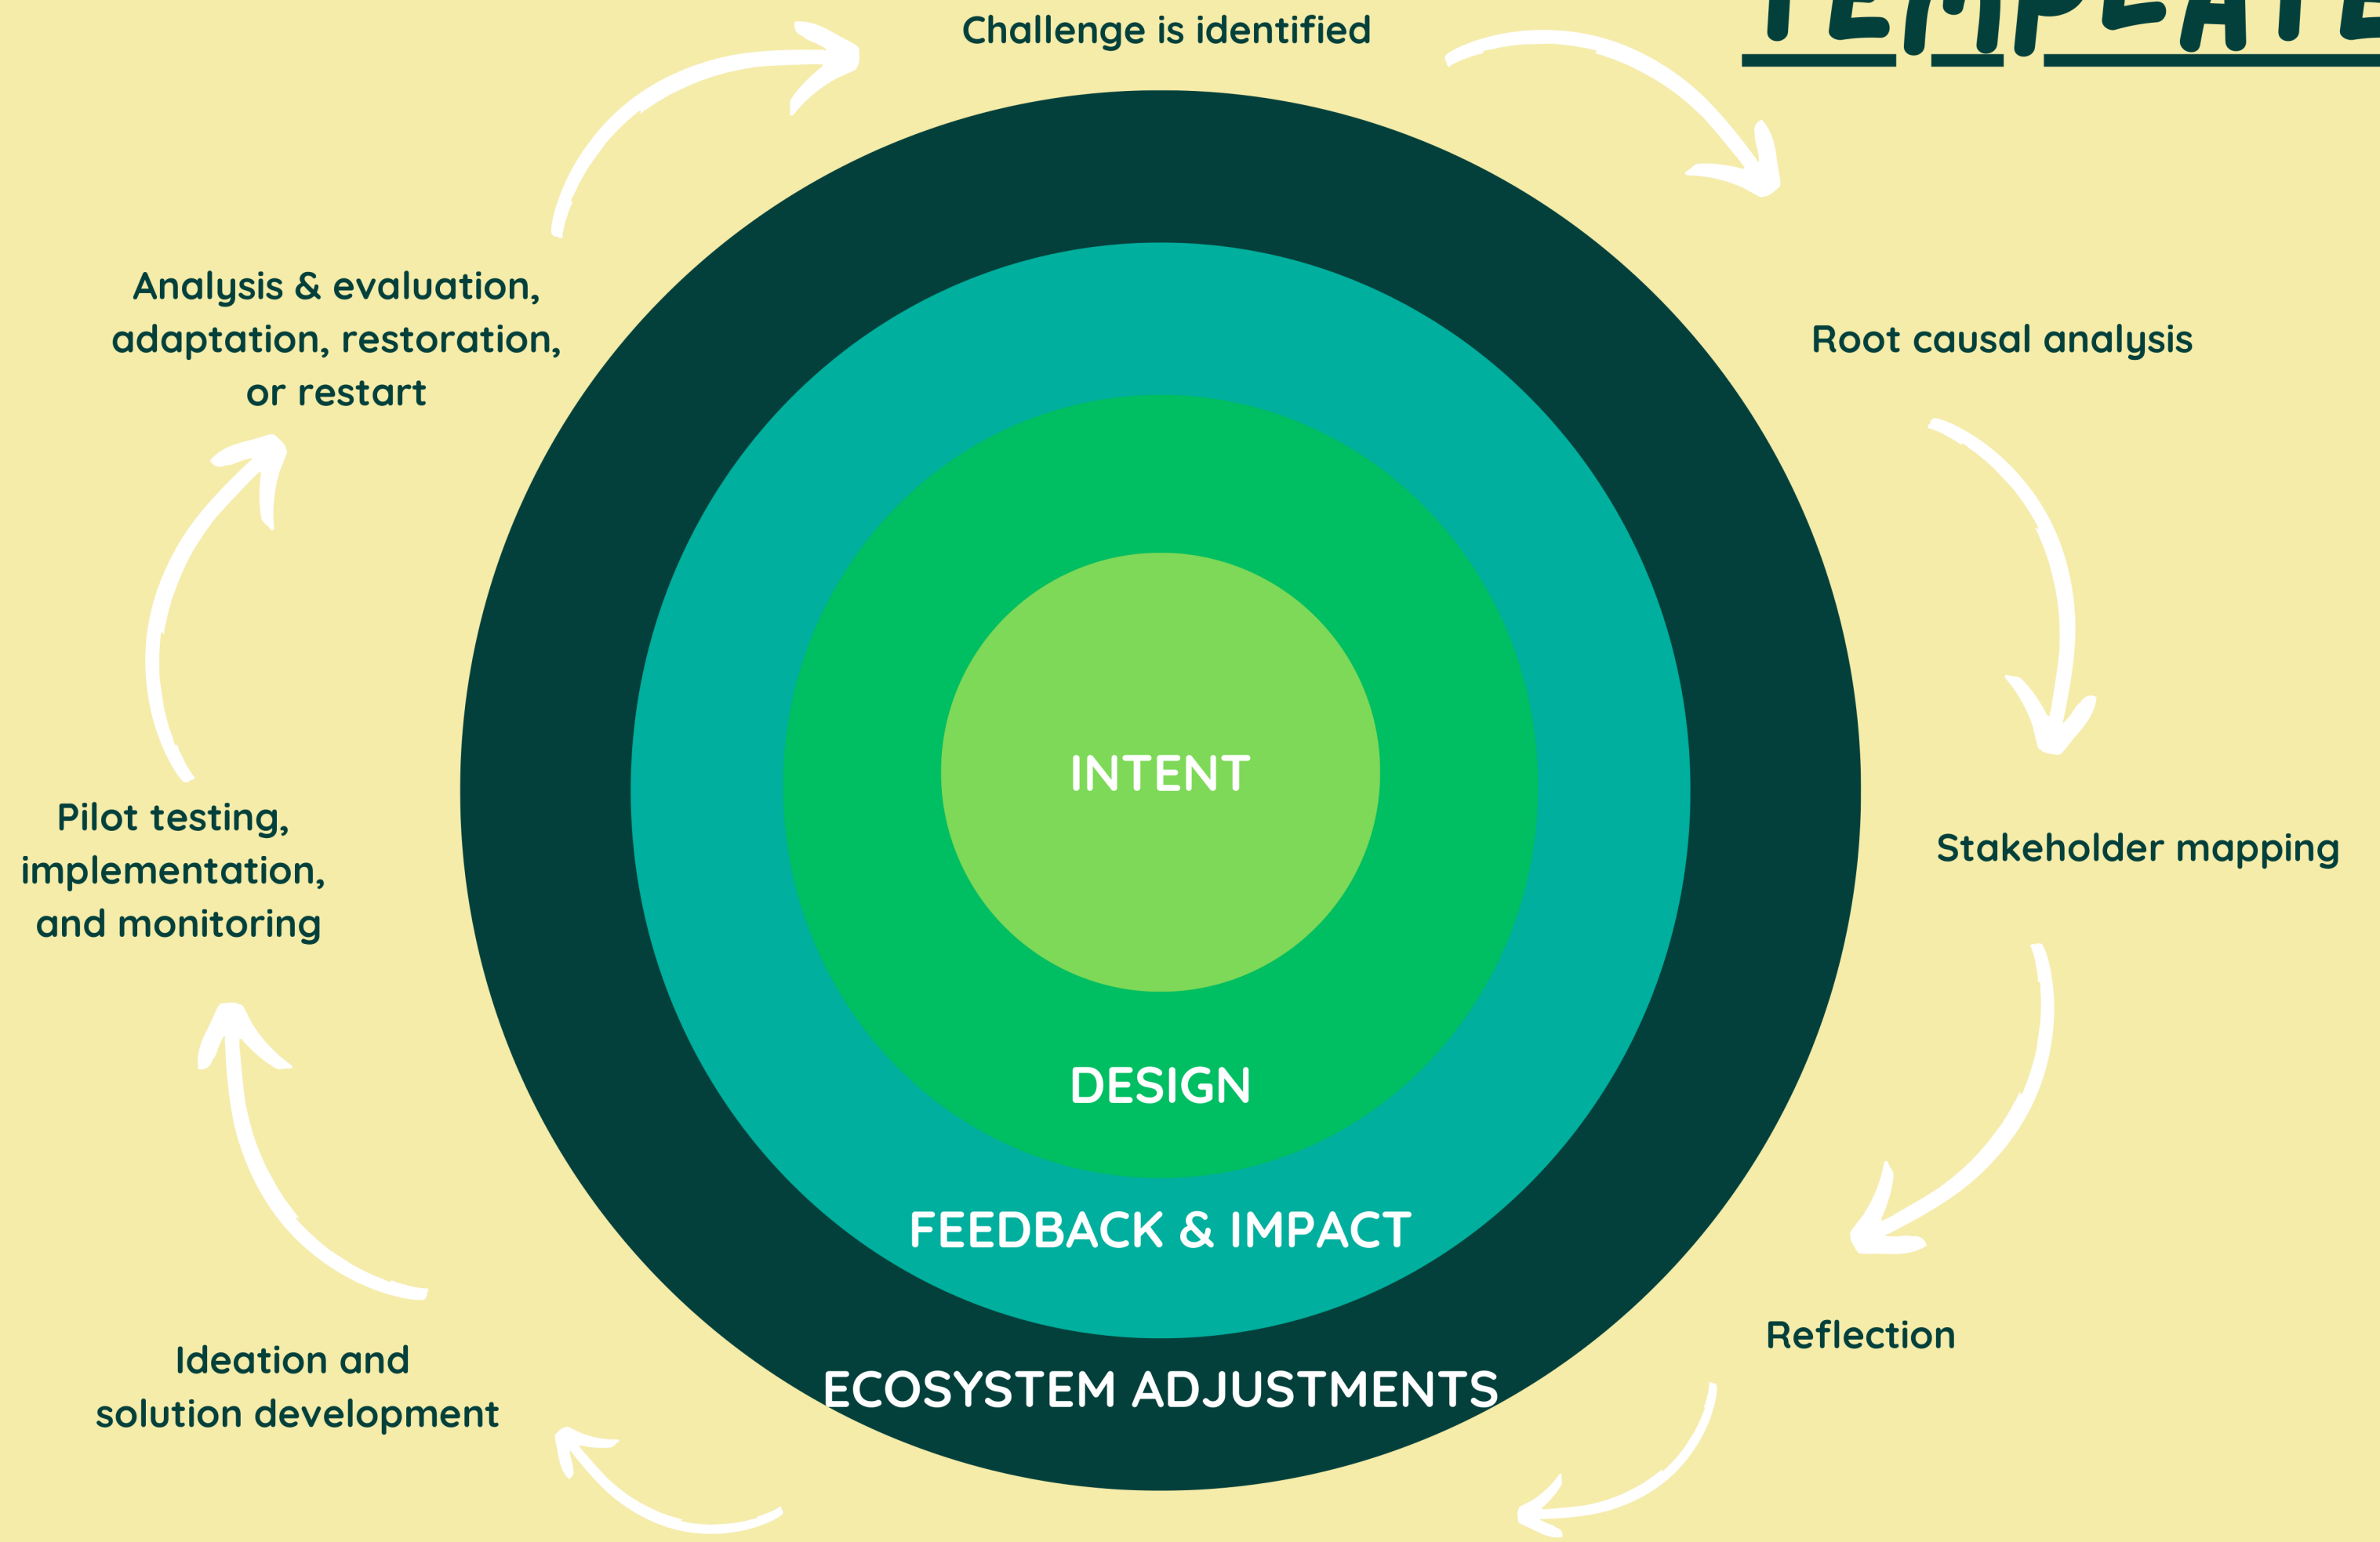 TEMPLATE
Challenge is identified
Root causal analysis
Stakeholder mapping
Reflection
Ideation and
solution development
Pilot testing,
implementation,
and monitoring
Analysis & evaluation,
adaptation, restoration,
or restart
INTENT
DESIGN
FEEDBACK & IMPACT
ECOSYSTEM ADJUSTMENTS